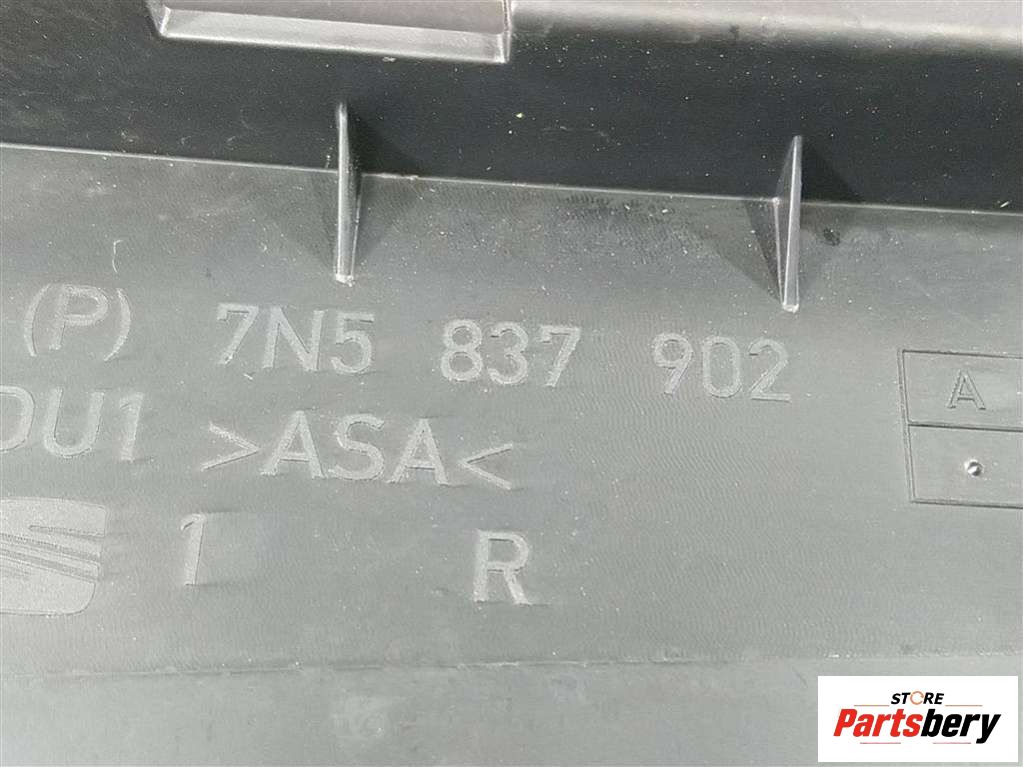 (P) 7N5 837 902
DU1 >ASA<
S 1 R
A
STORE
Partsbery